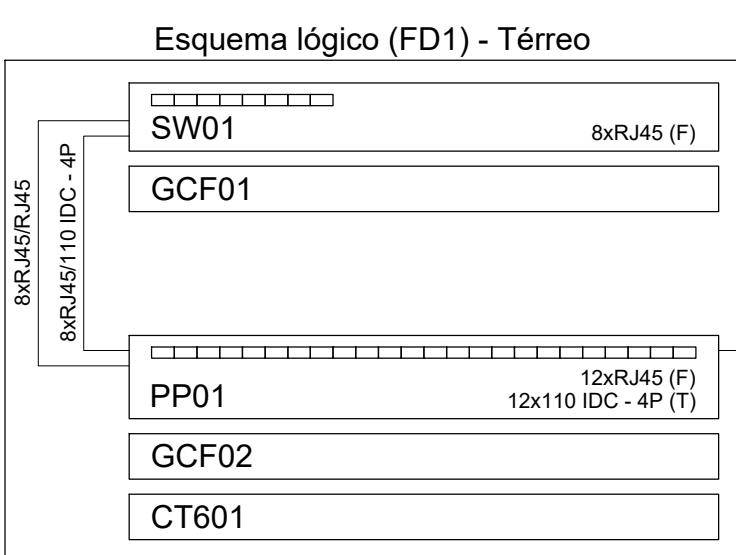 Esquema lógico (FD1) - Térreo
SW01
8xRJ45 (F)
GCF01
8xRJ45/RJ45
8xRJ45/110 IDC - 4P
PP01
12xRJ45 (F)
12x110 IDC - 4P (T)
GCF02
CT601